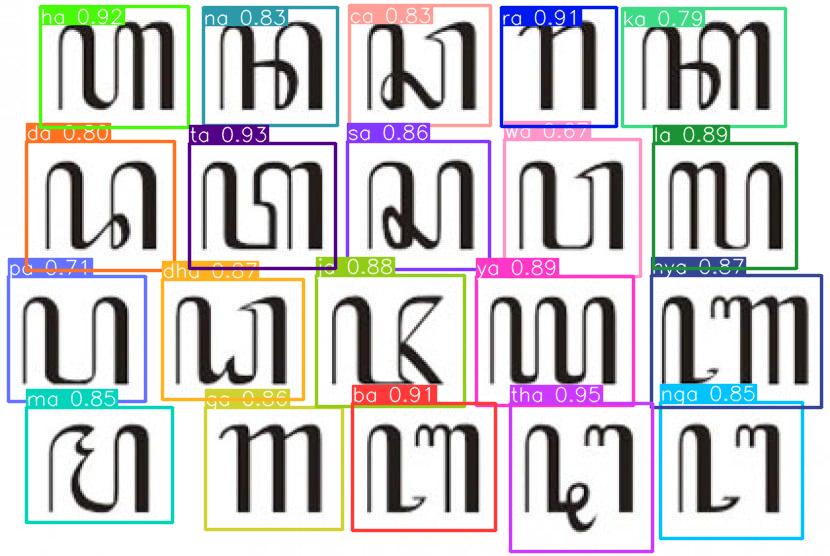 ha 0.92 na 0.83 ca 0.83 ra 0.91 ka 0.79
ꦲ ꦤ ꦕ ꦫ ꦏ
da 0.80 ta 0.93 sa 0.86 wa 0.67 la 0.89
ꦢ ꦠ ꦱ ꦮ ꦭ
pa 0.71 dha 0.87 ja 0.88 ya 0.89 nya 0.87
ꦥ ꦝ ꦗ ꦪ ꦚ
ma 0.85 ga 0.86 ba 0.91 tha 0.95 nga 0.85
ꦩ ꦒ ꦧ ꦛ ꦔ